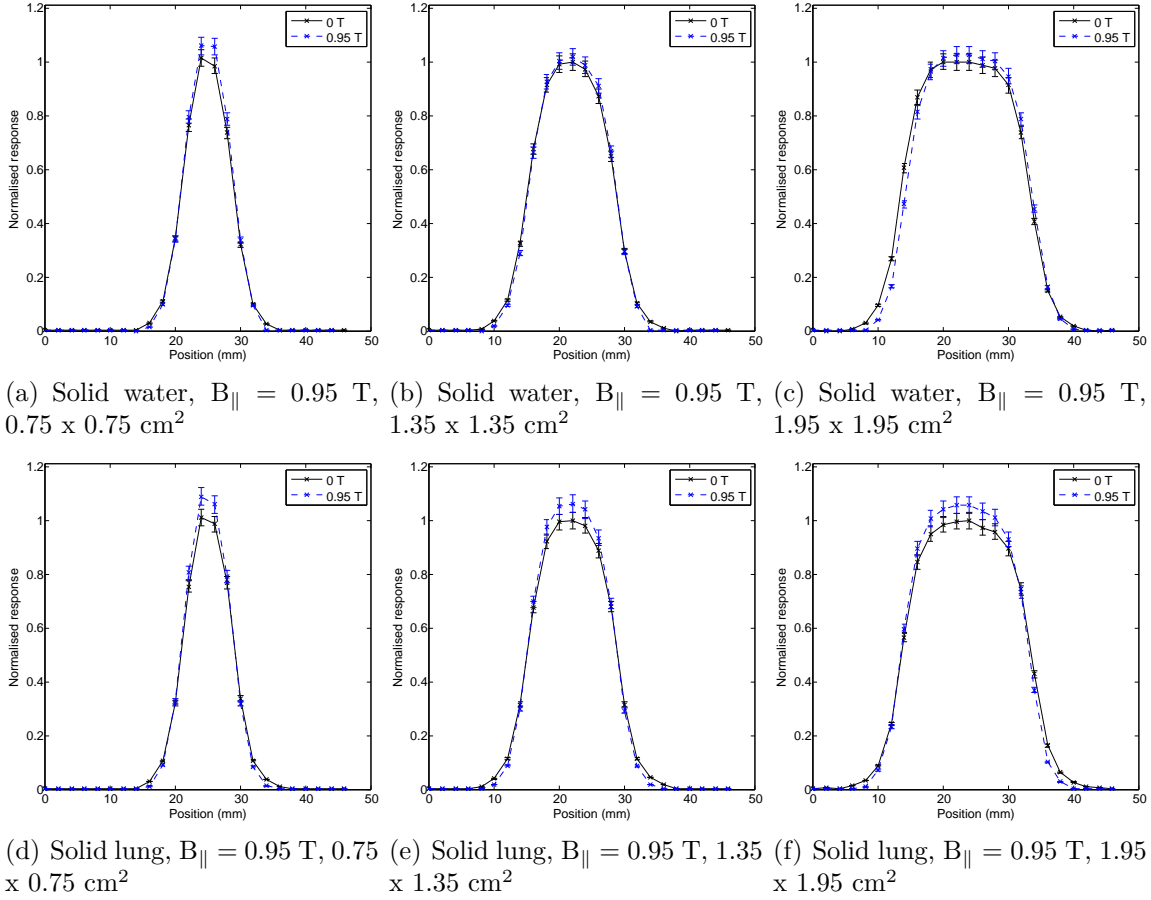 1.2
1
0.8
0.6
0.4
0.2
0
Normalised response
0 T
0.95 T
0 10 20 30 40 50
Position (mm)
1.2
1
0.8
0.6
0.4
0.2
0
Normalised response
0 T
0.95 T
0 10 20 30 40 50
Position (mm)
1.2
1
0.8
0.6
0.4
0.2
0
Normalised response
0 T
0.95 T
0 10 20 30 40 50
Position (mm)
(a) Solid water, B∥ = 0.95 T,
0.75 x 0.75 cm²
(b) Solid water, B∥ = 0.95 T,
1.35 x 1.35 cm²
(c) Solid water, B∥ = 0.95 T,
1.95 x 1.95 cm²
1.2
1
0.8
0.6
0.4
0.2
0
Normalised response
0 T
0.95 T
0 10 20 30 40 50
Position (mm)
1.2
1
0.8
0.6
0.4
0.2
0
Normalised response
0 T
0.95 T
0 10 20 30 40 50
Position (mm)
1.2
1
0.8
0.6
0.4
0.2
0
Normalised response
0 T
0.95 T
0 10 20 30 40 50
Position (mm)
(d) Solid lung, B∥ = 0.95 T, 0.75
x 0.75 cm²
(e) Solid lung, B∥ = 0.95 T, 1.35
x 1.35 cm²
(f) Solid lung, B∥ = 0.95 T, 1.95
x 1.95 cm²